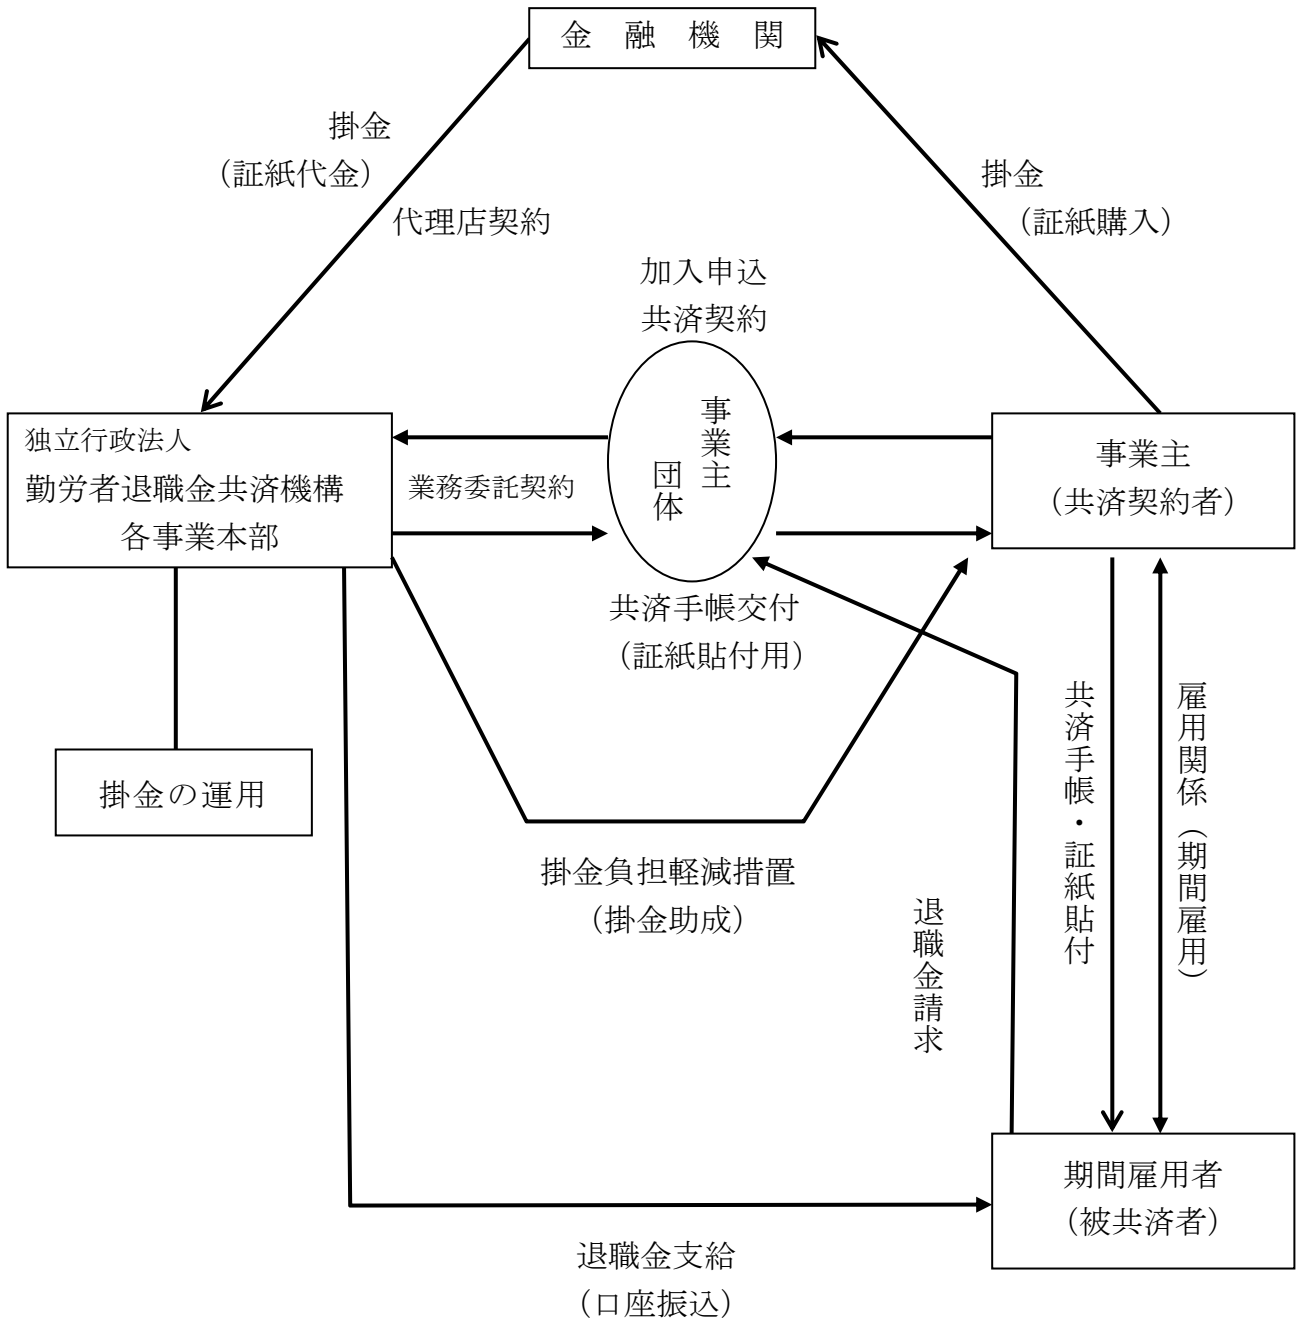 金　融　機　関
掛金
（証紙代金）
代理店契約
掛金
（証紙購入）
加入申込
共済契約
独立行政法人
勤労者退職金共済機構
各事業本部
業務委託契約
事業主
団体
事業主
（共済契約者）
共済手帳交付
（証紙貼付用）
共済手帳・証紙貼付
雇用関係（期間雇用）
掛金の運用
掛金負担軽減措置
（掛金助成）
退職金請求
期間雇用者
（被共済者）
退職金支給
（口座振込）